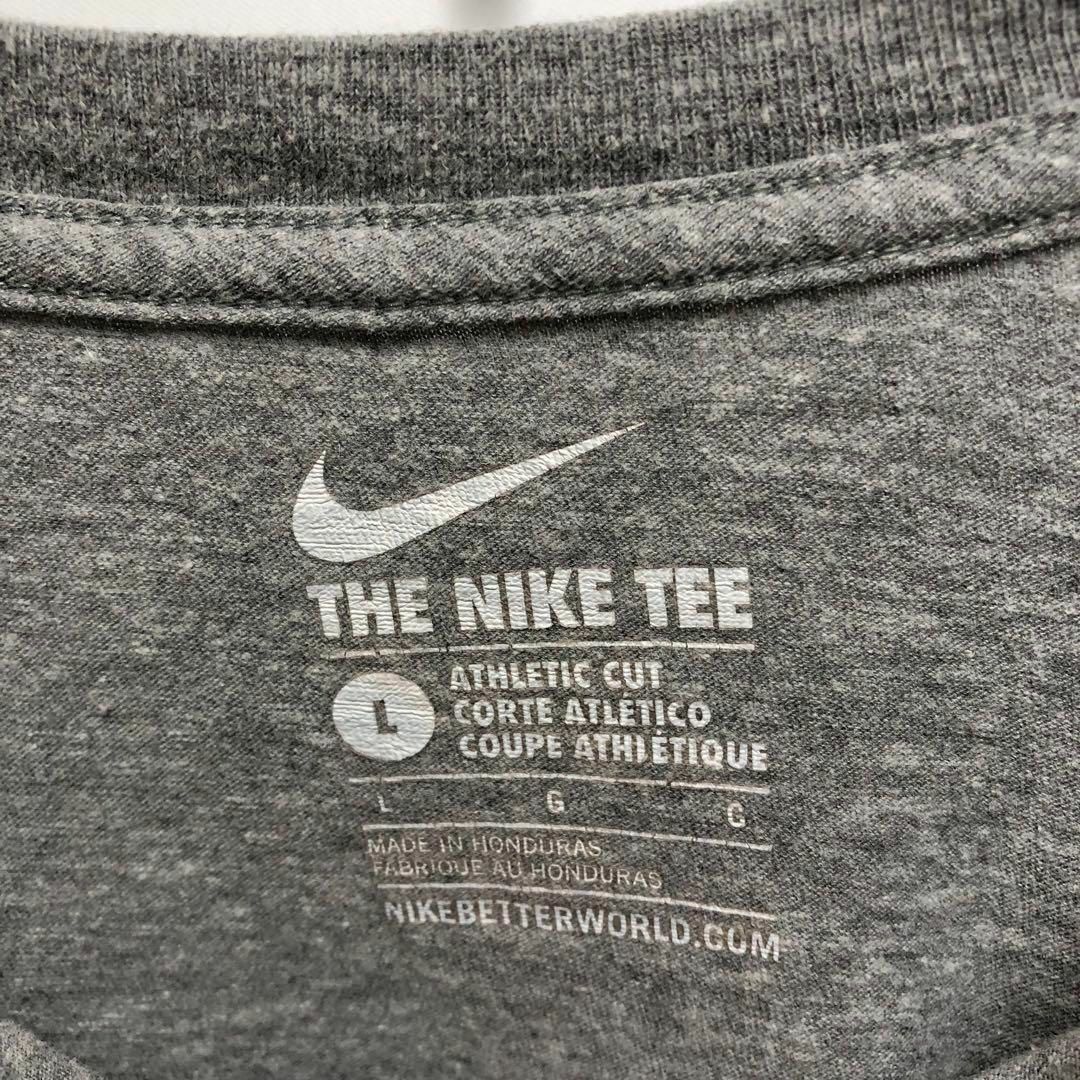 THE NIKE TEE
L
ATHLETIC CUT
CORTE ATLÉTICO
COUPE ATHLÉTIQUE
L G G
MADE IN HONDURAS
FABRIQUE AU HONDURAS
NIKEBETTERWORLD.COM